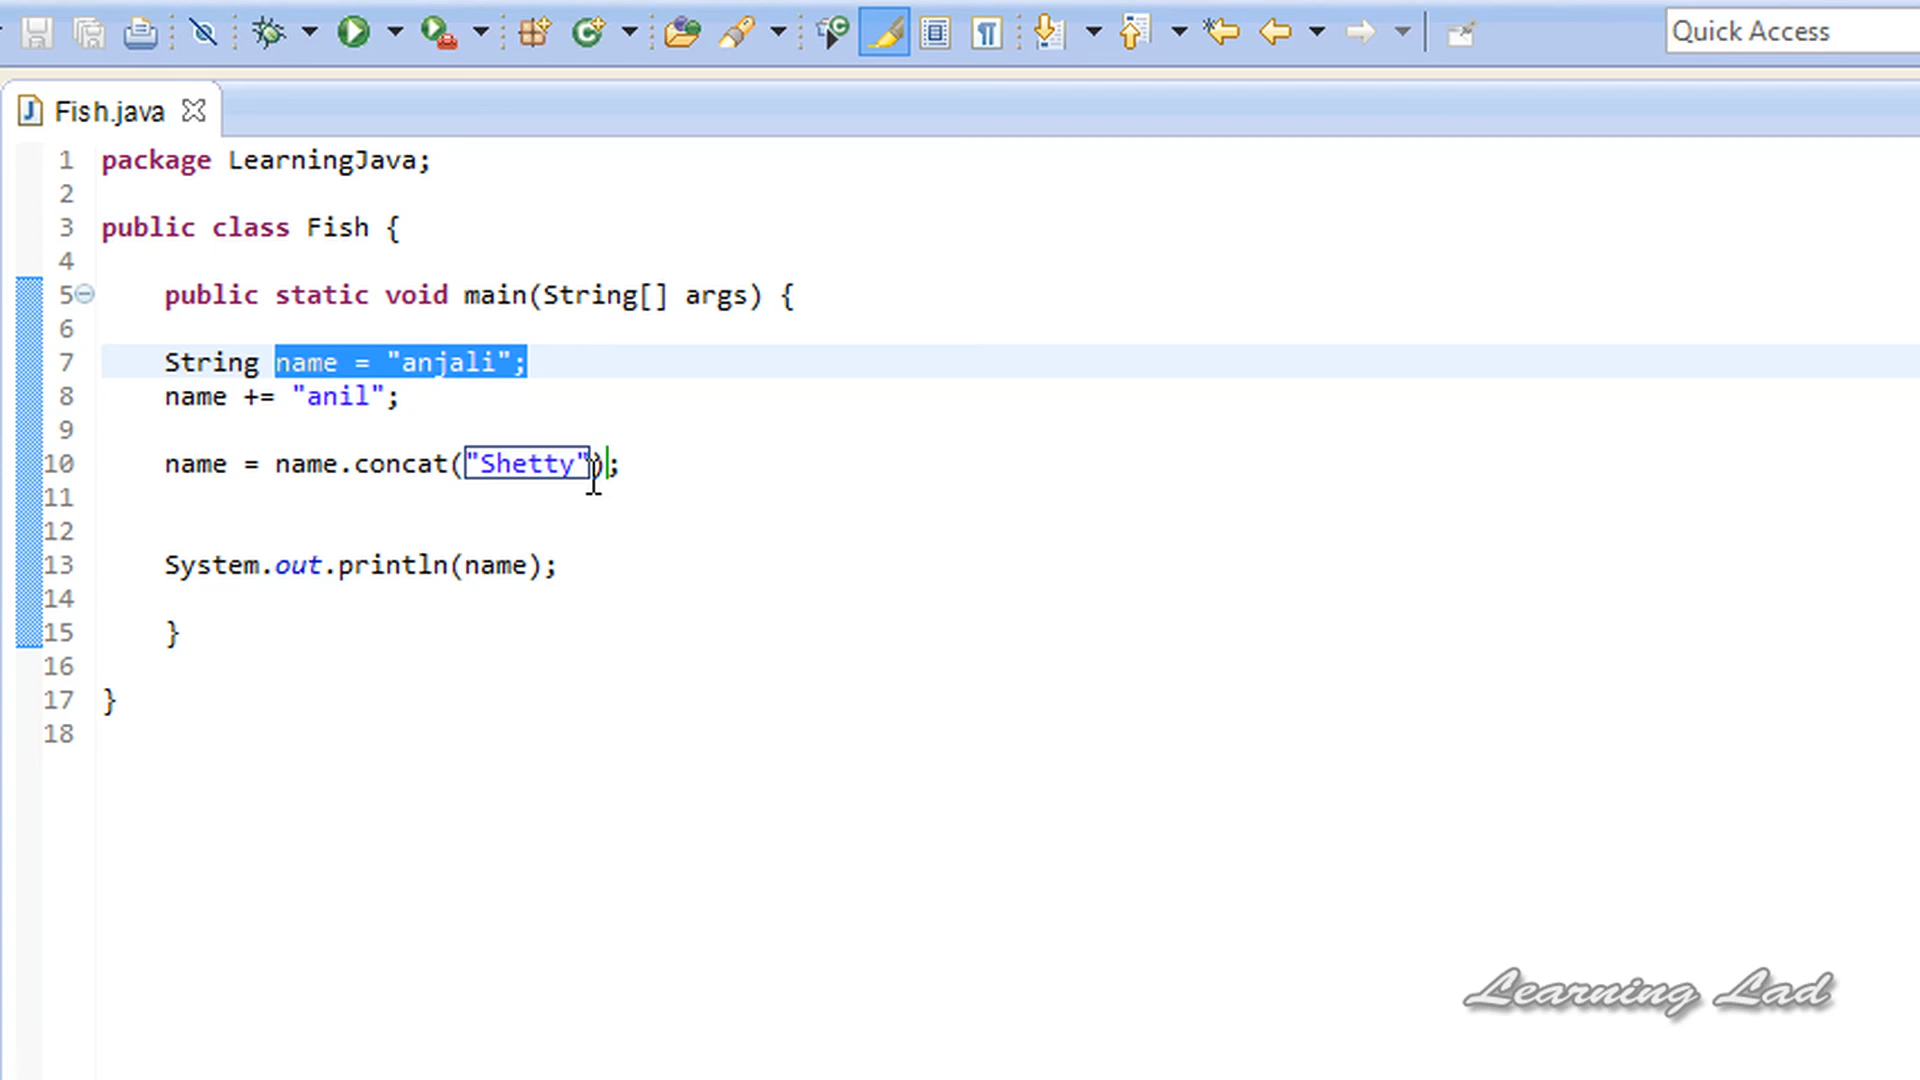 Quick Access
Fish.java
1 package LearningJava;
2
3 public class Fish {
4
5 public static void main(String[] args) {
6
7 String name = "anjali";
8 name += "anil";
9
10 name = name.concat("Shetty");
11
12
13 System.out.println(name);
14
15 }
16
17 }
18
Learning Lad